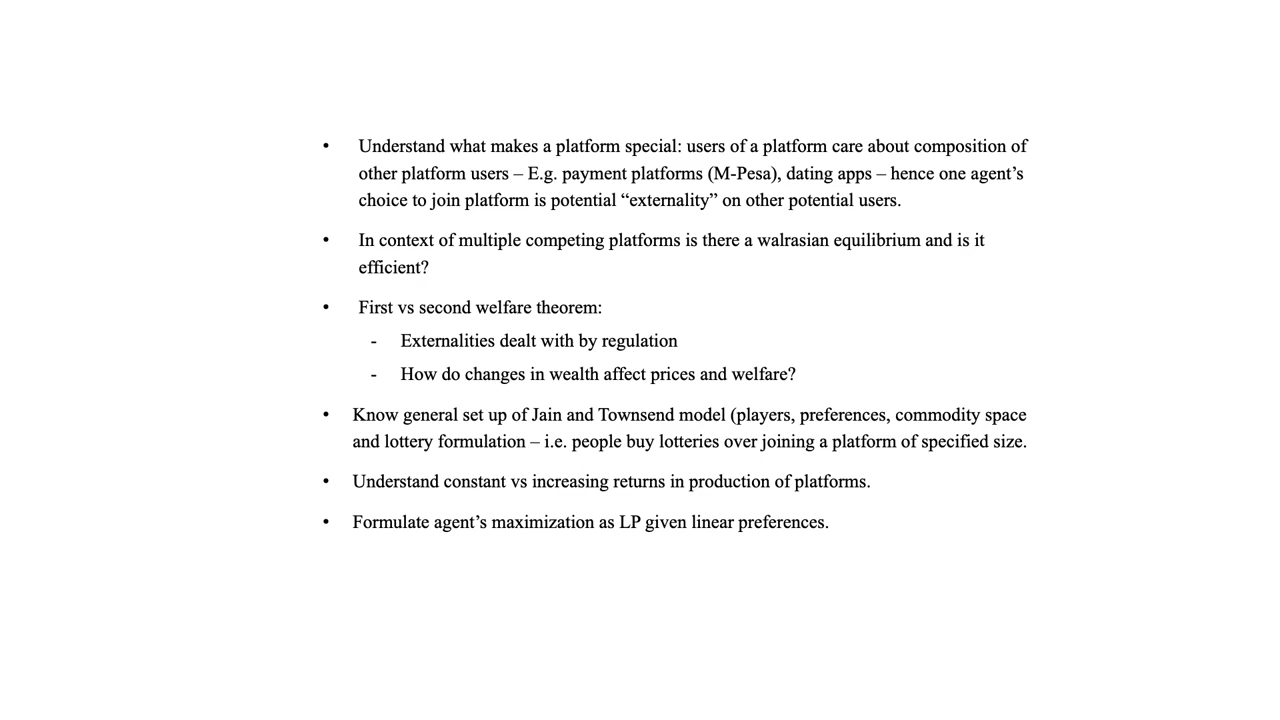 • Understand what makes a platform special: users of a platform care about composition of
other platform users – E.g. payment platforms (M-Pesa), dating apps – hence one agent’s
choice to join platform is potential “externality” on other potential users.
• In context of multiple competing platforms is there a walrasian equilibrium and is it
efficient?
• First vs second welfare theorem:
- Externalities dealt with by regulation
- How do changes in wealth affect prices and welfare?
• Know general set up of Jain and Townsend model (players, preferences, commodity space
and lottery formulation – i.e. people buy lotteries over joining a platform of specified size.
• Understand constant vs increasing returns in production of platforms.
• Formulate agent’s maximization as LP given linear preferences.